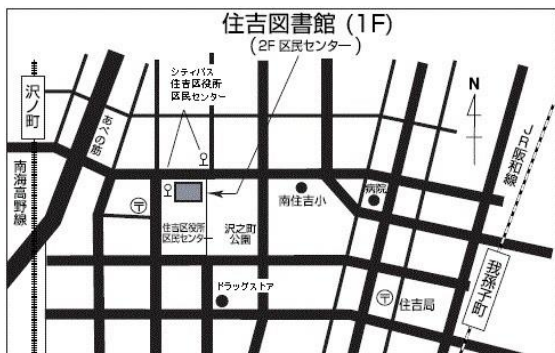 住吉図書館 (1F)
(2F 区民センター)
シティバス
住吉区役所
区民センター
沢ノ町
あべの筋
N
JR阪和線
南海高野線
〒
住吉区役所
区民センター
沢之町
公園
南住吉小
病院
我孫子町
ドラッグストア
〒
住吉局